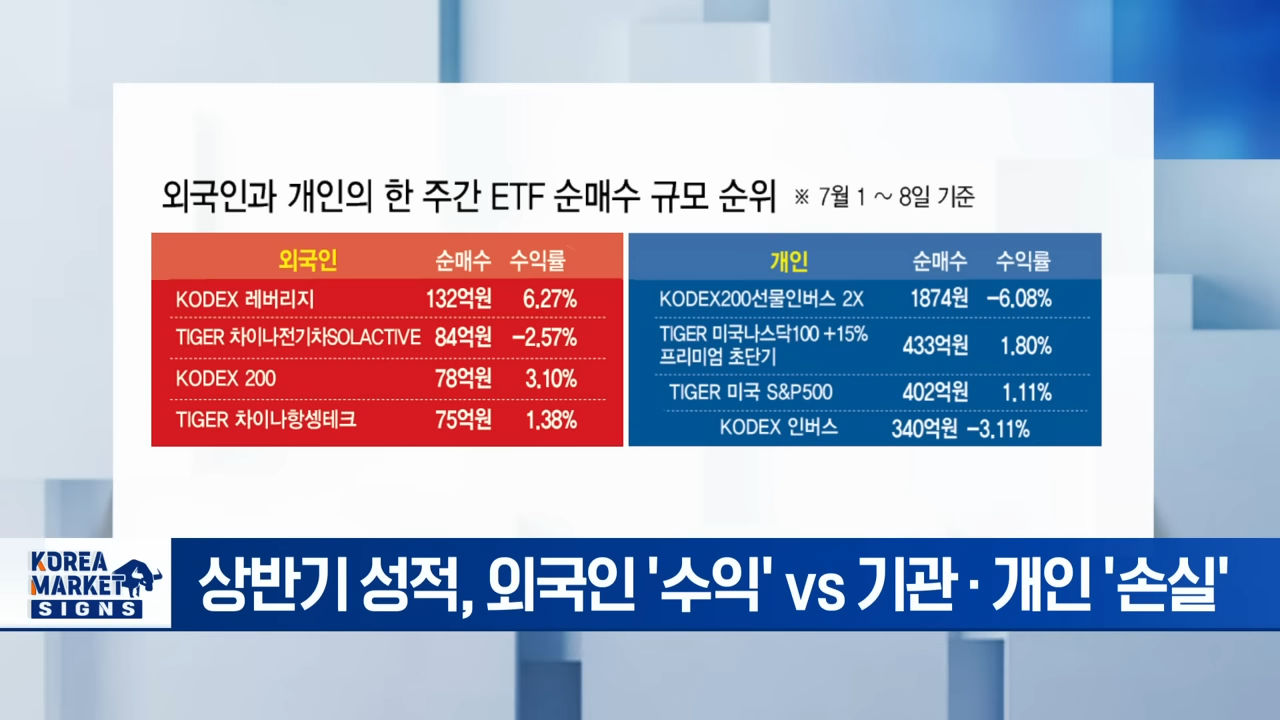 외국인과 개인의 한 주간 ETF 순매수 규모 순위 ※ 7월 1 ~ 8일 기준
외국인 순매수 수익률
KODEX 레버리지 132억원 6.27%
TIGER 차이나전기차SOLACTIVE 84억원 -2.57%
KODEX 200 78억원 3.10%
TIGER 차이나항셍테크 75억원 1.38%
개인 순매수 수익률
KODEX200선물인버스 2X 1874원 -6.08%
TIGER 미국나스닥100 +15%
프리미엄 초단기 433억원 1.80%
TIGER 미국 S&P500 402억원 1.11%
KODEX 인버스 340억원 -3.11%
KOREA
MARKET
SIGNS
상반기 성적, 외국인 '수익' vs 기관·개인 '손실'